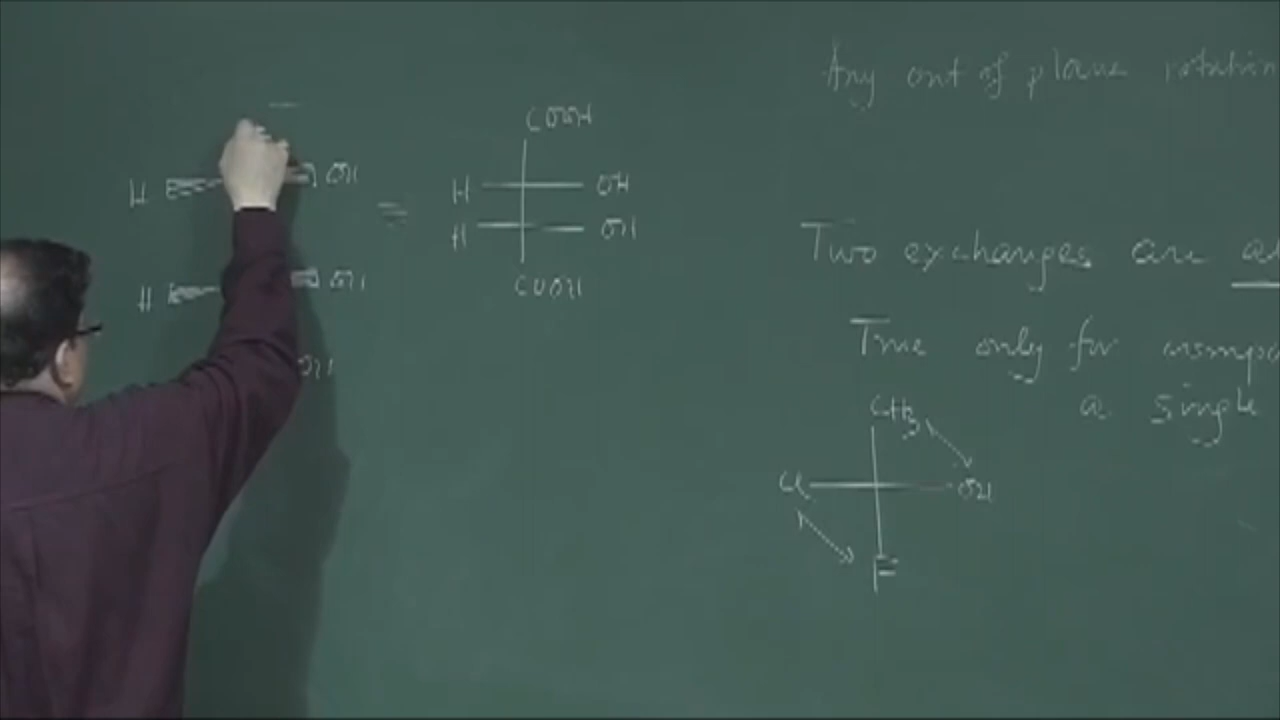 H OH
H OH
OH
=
COOH
H OH
H OH
COOH
Any out of plane rotation
Two exchanges are
True only for
a single
CH3
Cl OH
F